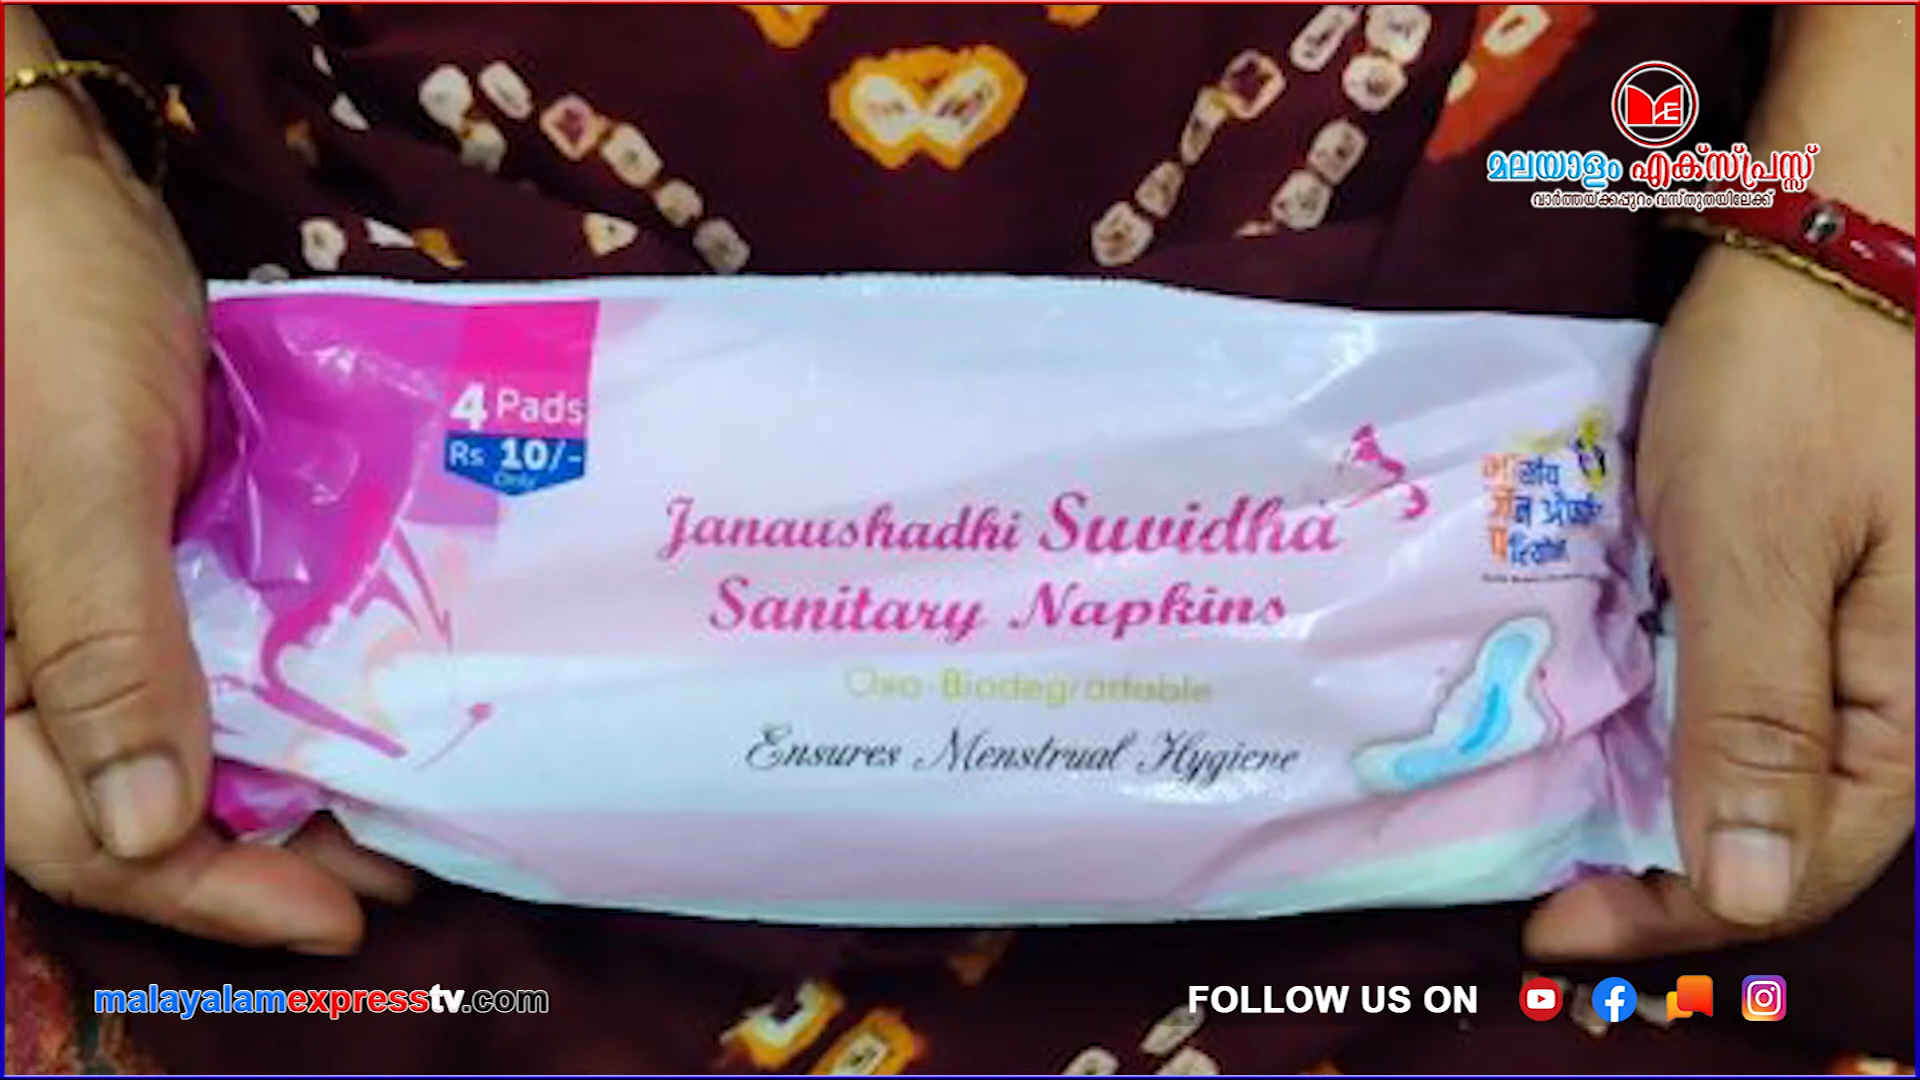 മലയാളം എക്സ്പ്രസ്സ്
വാർത്തയ്ക്കപ്പുറം വസ്തുതയിലേക്ക്
4 Pads
Rs 10/-
Only
Janaushadhi Suvidha
Sanitary Napkins
Oxo-Biodegradable
Ensures Menstrual Hygiene
malayalamexpresstv.com
FOLLOW US ON